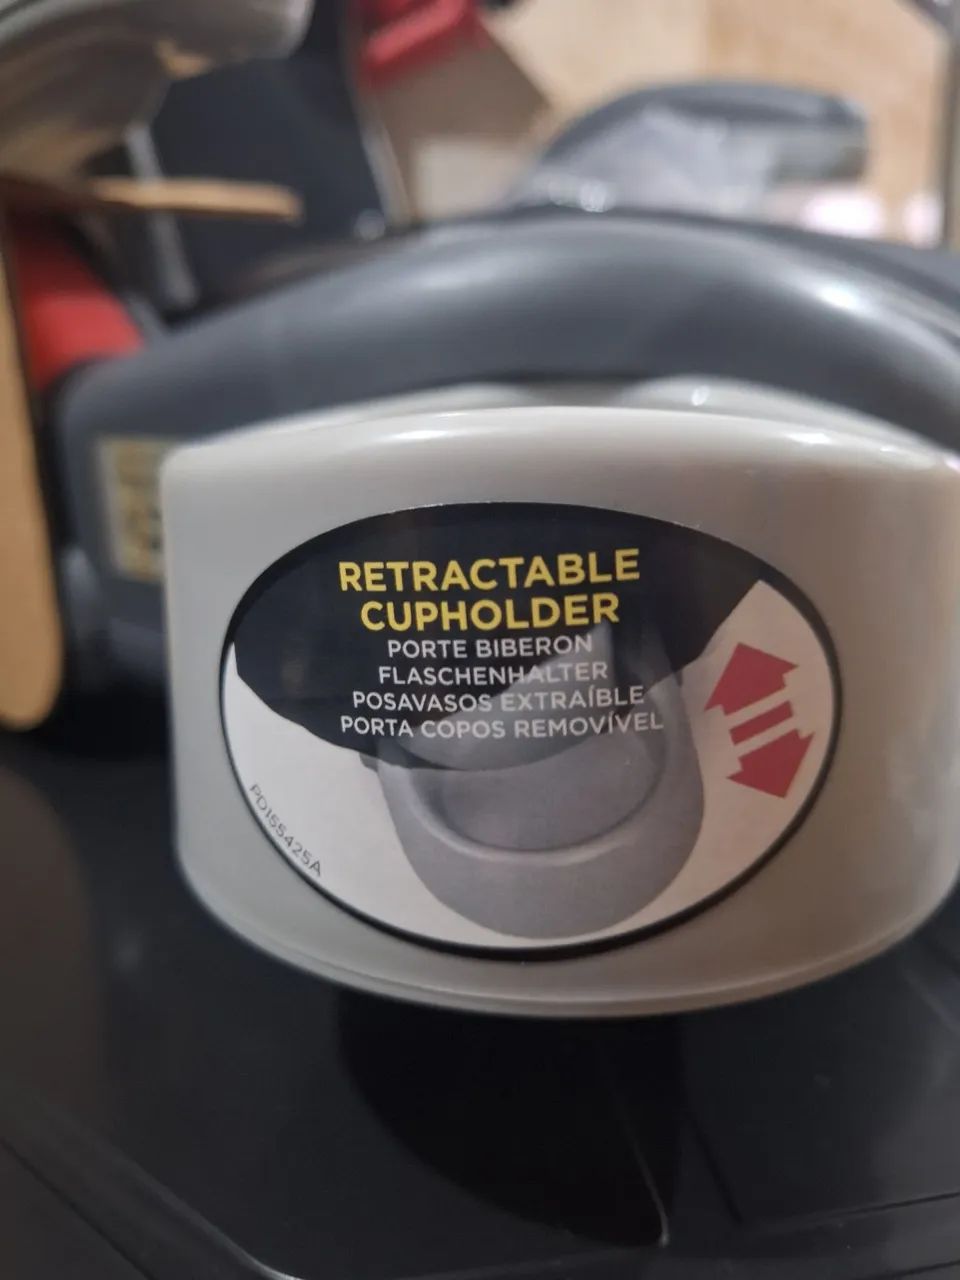 RETRACTABLE
CUPHOLDER
PORTE BIBERON
FLASCHENHALTER
POSAVASOS EXTRAÍBLE
PORTA COPOS REMOVÍVEL
PD155425A